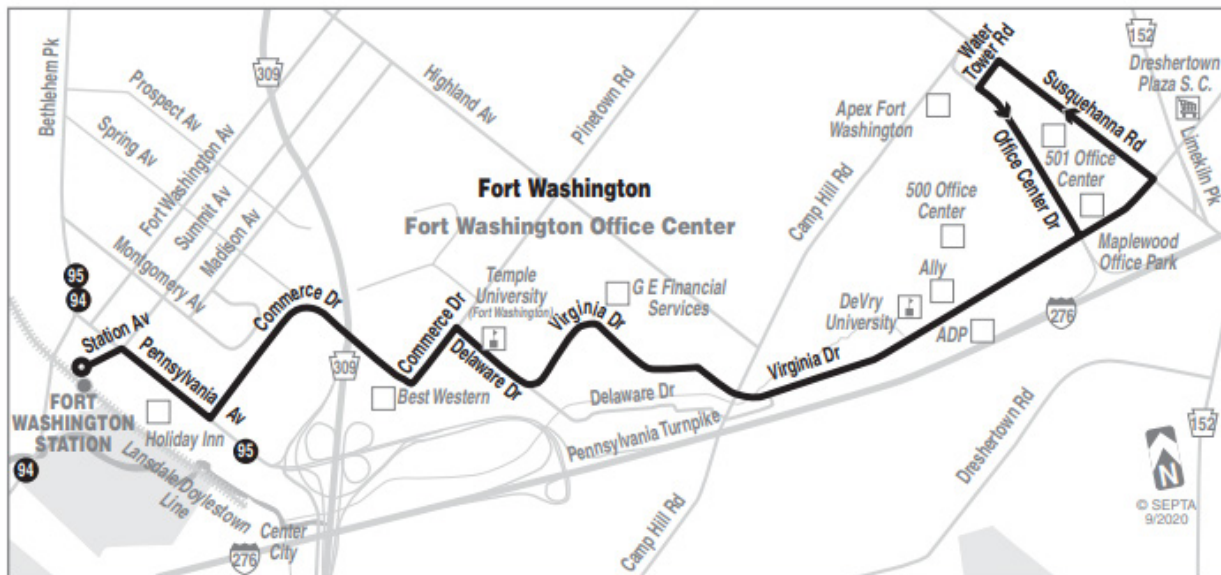 Bethlehem Pk
Prospect Av
Spring Av
Fort Washington Av
Summit Av
Madison Av
Montgomery Av
309
Highland Av
Pinetown Rd
Water
Tower Rd
152
Dreshertown
Plaza S. C.
Susquehanna Rd
Limekiln Pk
Apex Fort
Washington
Office Center Dr
501 Office
Center
Camp Hill Rd
500 Office
Center
Fort Washington
Fort Washington Office Center
Maplewood
Office Park
95
94
Station Av
Pennsylvania Av
Commerce Dr
309
Commerce Dr
Temple
University
(Fort Washington)
Delaware Dr
Virginia Dr
G E Financial
Services
Ally
DeVry
University
ADP
276
Virginia Dr
FORT
WASHINGTON
STATION
Holiday Inn
Best Western
Delaware Dr
Pennsylvania Turnpike
95
94
Lansdale/Doylestown
Line
Center
City
276
Camp Hill Rd
Dreshertown Rd
152
N
© SEPTA
9/2020